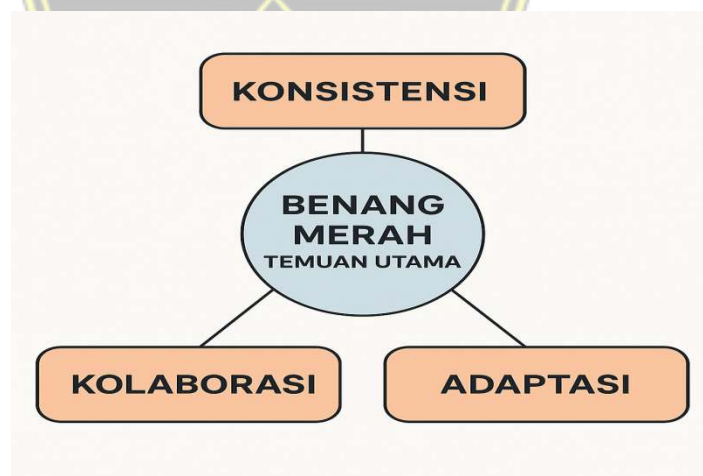 KONSISTENSI
BENANG
MERAH
TEMUAN UTAMA
KOLABORASI
ADAPTASI